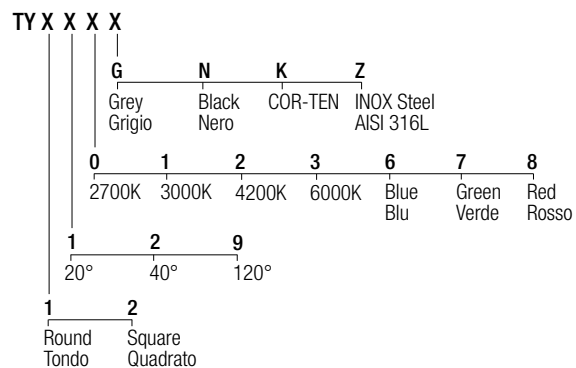 TY X X X X
G N K Z
Grey Black COR-TEN INOX Steel
Grigio Nero AISI 316L
0 1 2 3 6 7 8
2700K 3000K 4200K 6000K Blue Green Red
Blu Verde Rosso
1 2 9
20° 40° 120°
1 2
Round Square
Tondo Quadrato